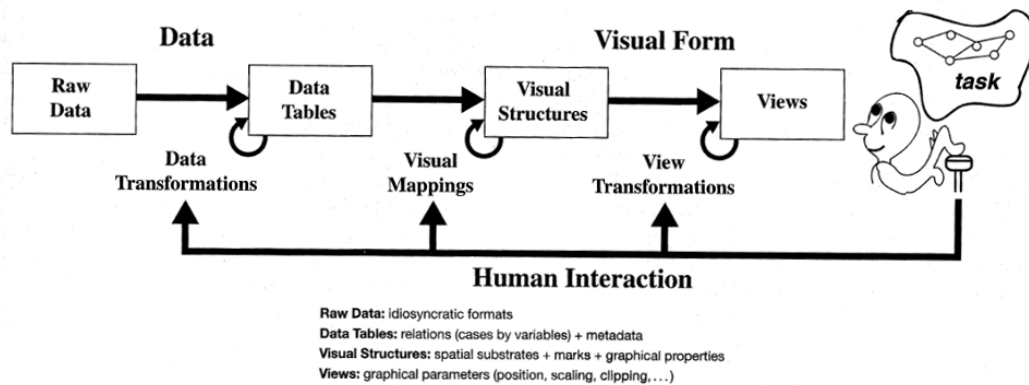 Data
Visual Form
Raw
Data
Data
Tables
Visual
Structures
Views
task
Data
Transformations
Visual
Mappings
View
Transformations
Human Interaction
Raw Data: idiosyncratic formats
Data Tables: relations (cases by variables) + metadata
Visual Structures: spatial substrates + marks + graphical properties
Views: graphical parameters (position, scaling, clipping,...)